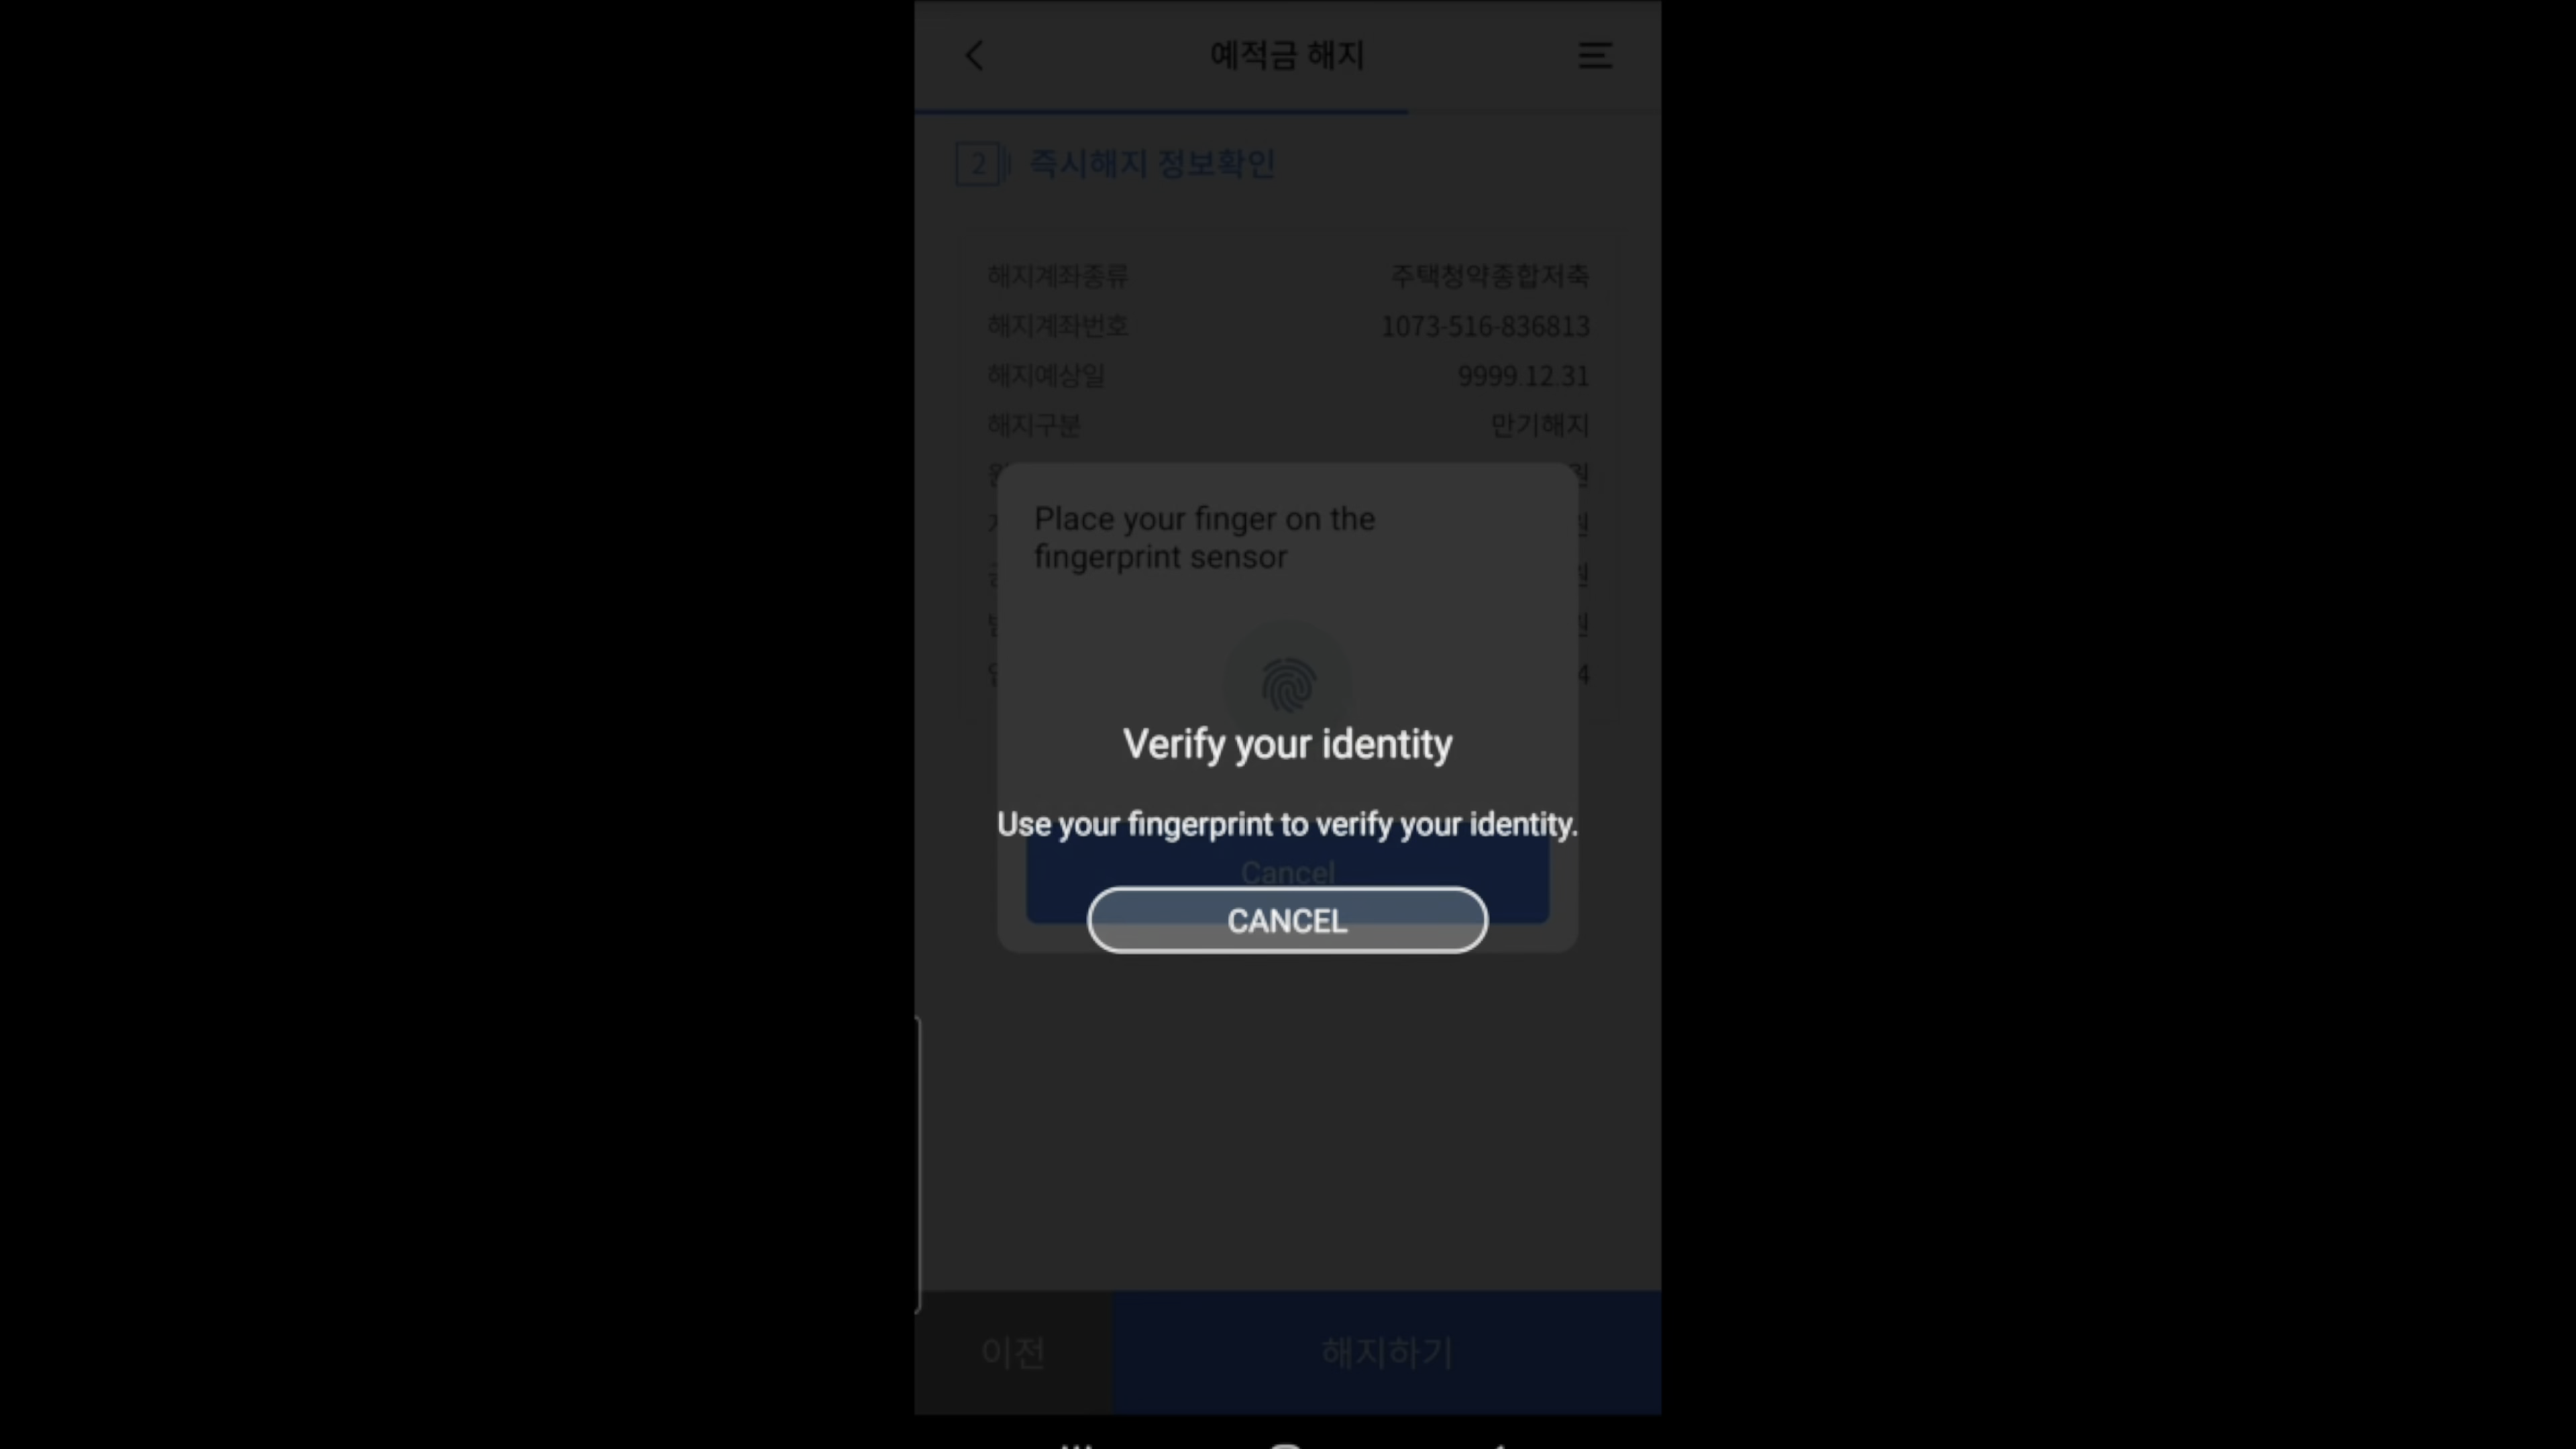 예적금 해지
2 즉시해지 정보확인
해지계좌종류 주택청약종합저축
해지계좌번호 1073-516-836813
해지예상일 9999.12.31
해지구분 만기해지
Place your finger on the
fingerprint sensor
Verify your identity
Use your fingerprint to verify your identity.
Cancel
CANCEL
이전 해지하기